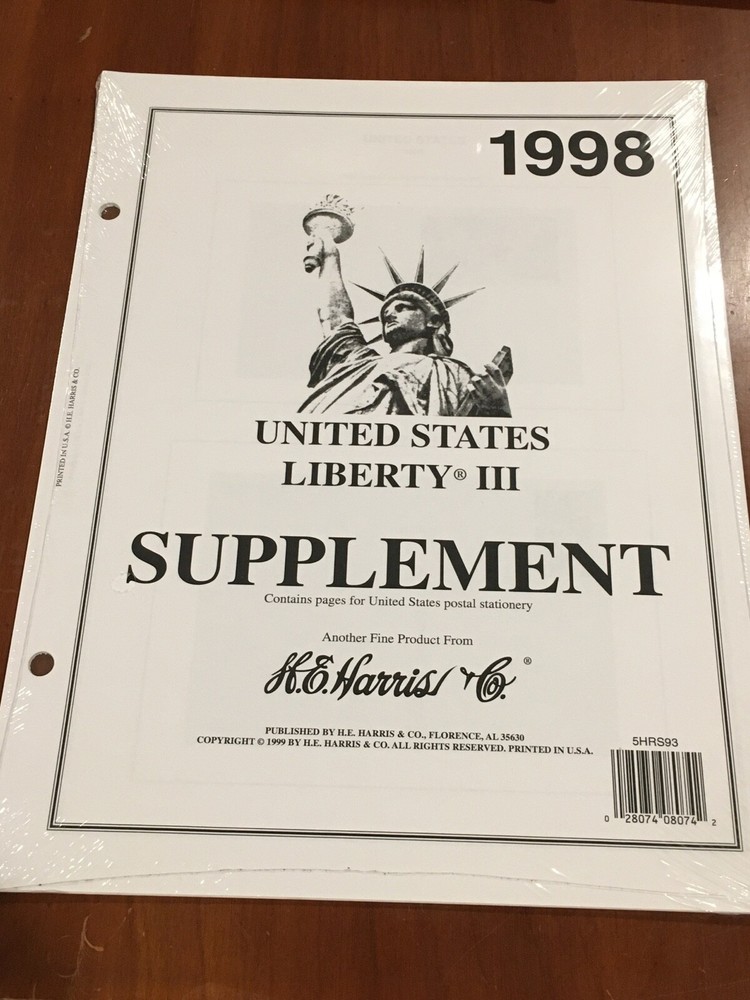 1998
UNITED STATES
LIBERTY® III
SUPPLEMENT
Contains pages for United States postal stationery
Another Fine Product From
H.E. Harris & Co.®
PUBLISHED BY H.E. HARRIS & CO., FLORENCE, AL 35630
COPYRIGHT © 1999 BY H.E. HARRIS & CO. ALL RIGHTS RESERVED. PRINTED IN U.S.A.
5HRS93
0 28074 08074 2
PRINTED IN U.S.A. © H.E. HARRIS & CO.